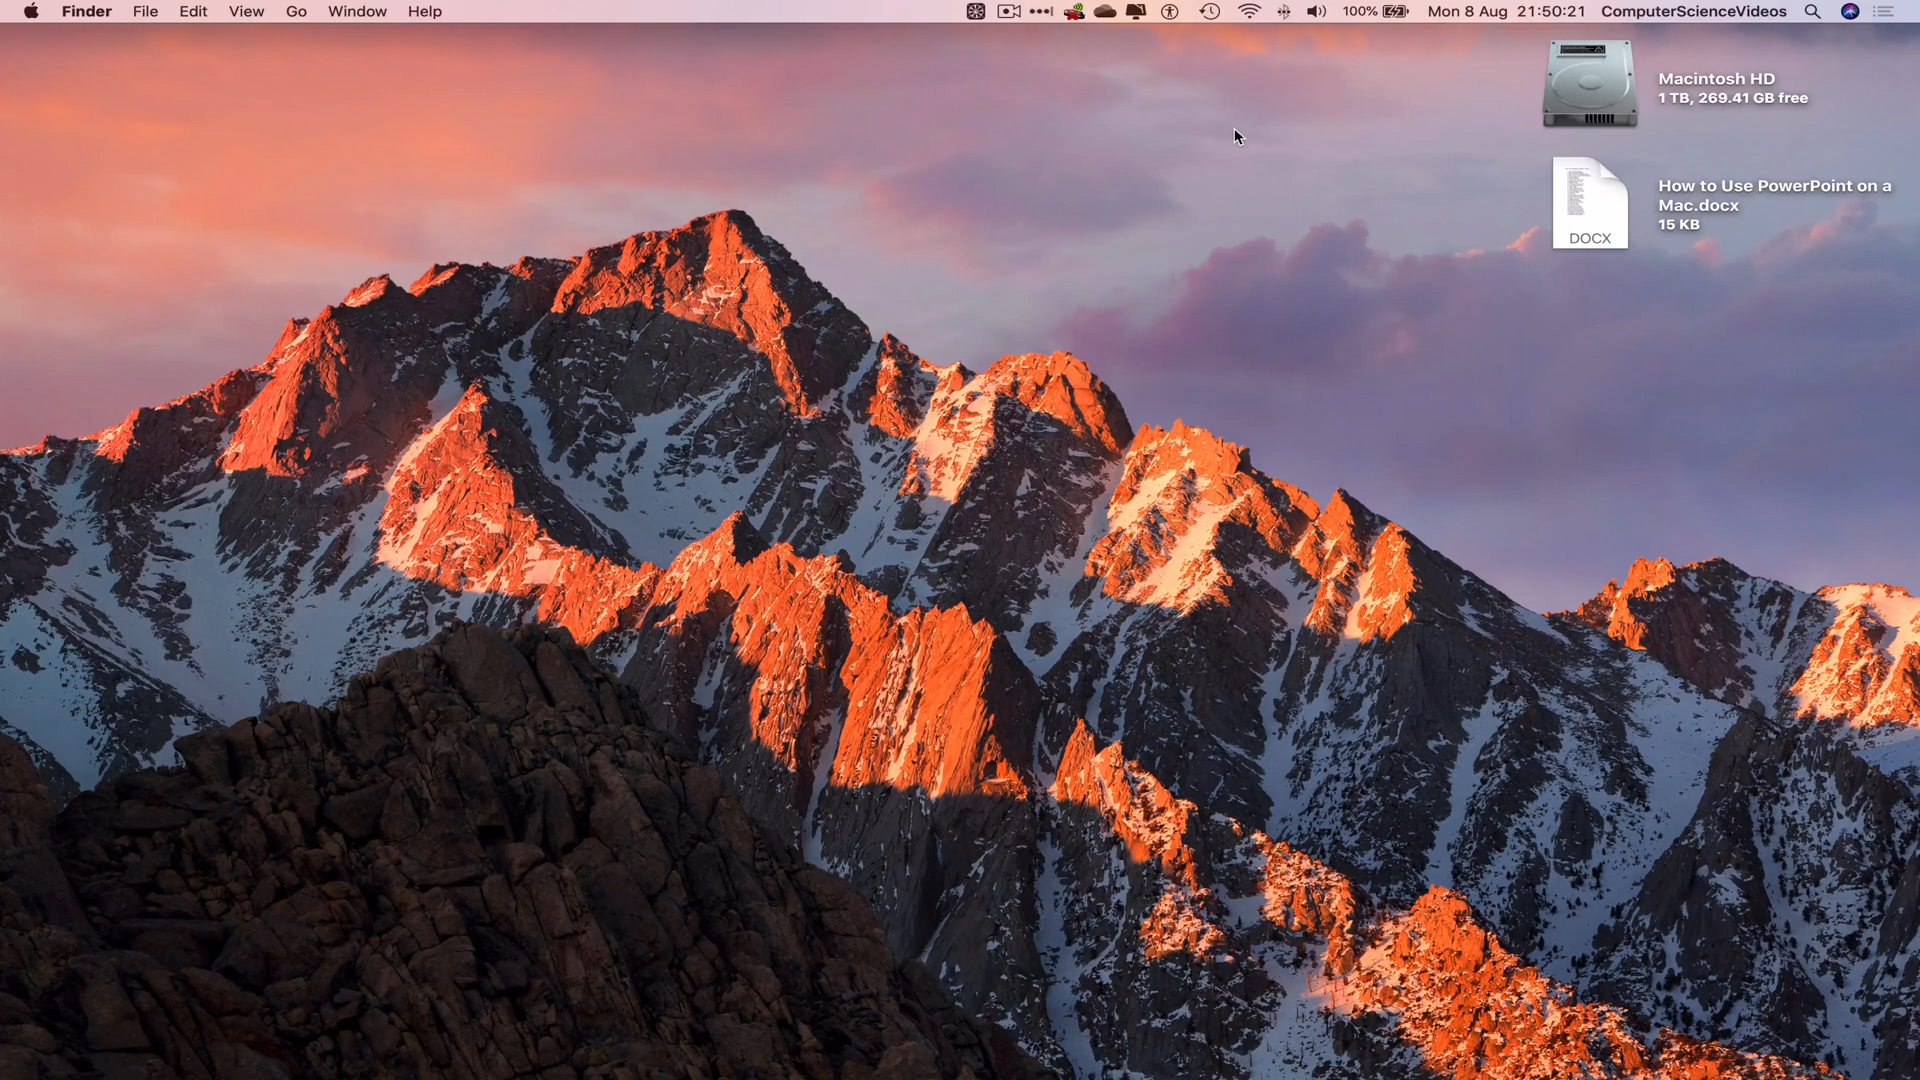 Finder File Edit View Go Window Help 100% Mon 8 Aug 21:50:21 ComputerScienceVideos
Macintosh HD
1 TB, 269.41 GB free
DOCX
How to Use PowerPoint on a
Mac.docx
15 KB